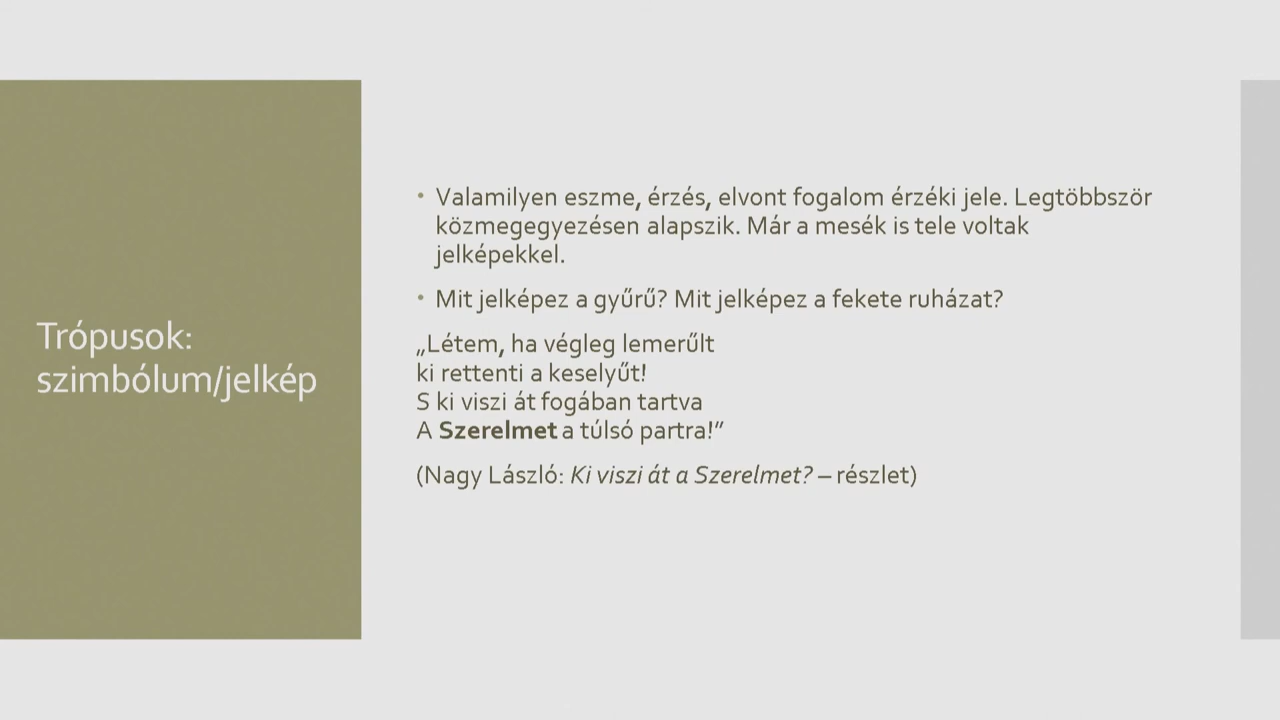 Trópusok:
szimbólum/jelkép
• Valamilyen eszme, érzés, elvont fogalom érzéki jele. Legtöbbször
közmegegyezésen alapszik. Már a mesék is tele voltak
jelképekkel.
• Mit jelképez a gyűrű? Mit jelképez a fekete ruházat?
„Létem, ha végleg lemerűlt
ki rettenti a keselyűt!
S ki viszi át fogában tartva
A Szerelmet a túlsó partra!”
(Nagy László: Ki viszi át a Szerelmet? – részlet)